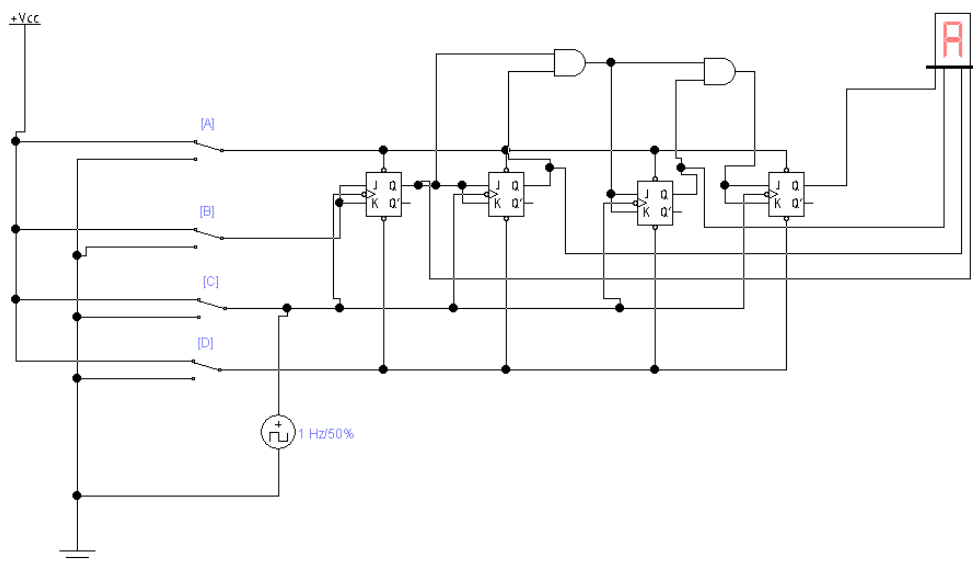 +Vcc
A
[A]
J Q
K Q'
J Q
K Q'
J Q
K Q'
J Q
K Q'
[B]
[C]
[D]
+
1 Hz/50%